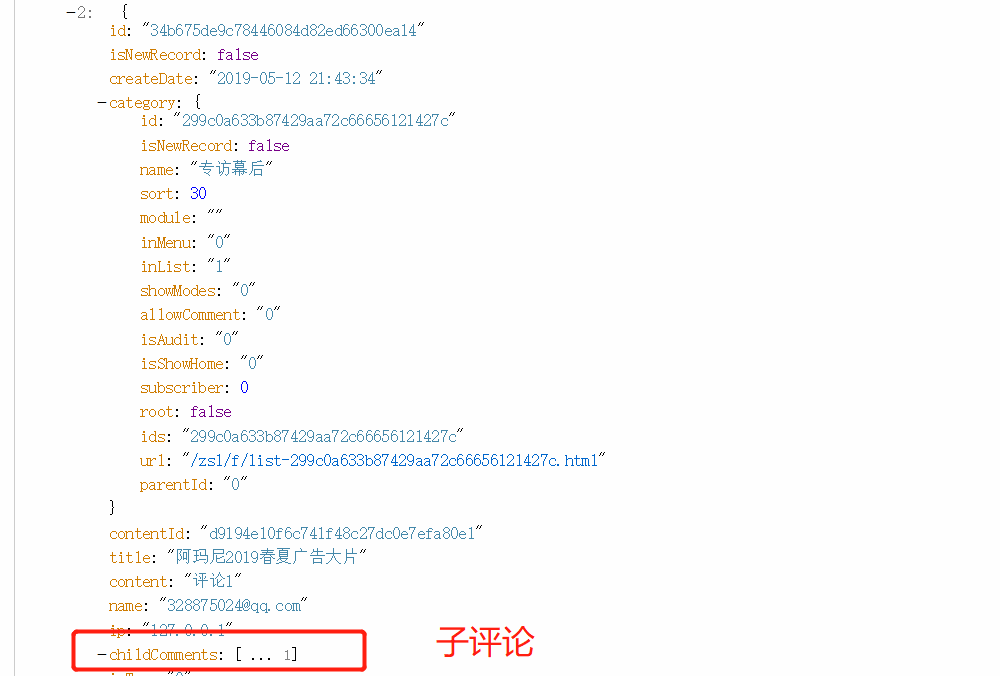 −2: {
id: "34b675de9c78446084d82ed66300ea14"
isNewRecord: false
createDate: "2019-05-12 21:43:34"
−category: {
id: "299c0a633b87429aa72c66656121427c"
isNewRecord: false
name: "专访幕后"
sort: 30
module: ""
inMenu: "0"
inList: "1"
showModes: "0"
allowComment: "0"
isAudit: "0"
isShowHome: "0"
subscriber: 0
root: false
ids: "299c0a633b87429aa72c66656121427c"
url: "/zsl/f/list-299c0a633b87429aa72c66656121427c.html"
parentId: "0"
}
contentId: "d9194e10f6c741f48c27dc0e7efa80e1"
title: "阿玛尼2019春夏广告大片"
content: "评论1"
name: "328875024@qq.com"
ip: "127.0.0.1"
−childComments: [ ... 1]
子评论